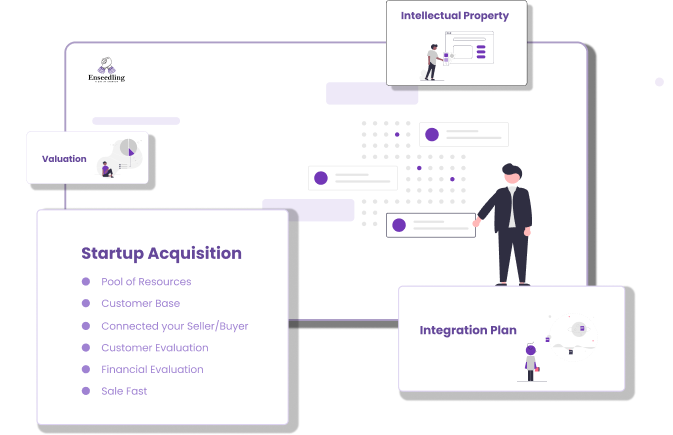 Intellectual Property
Enseedling
Valuation
Startup Acquisition
Pool of Resources
Customer Base
Connected your Seller/Buyer
Customer Evaluation
Financial Evaluation
Sale Fast
Integration Plan